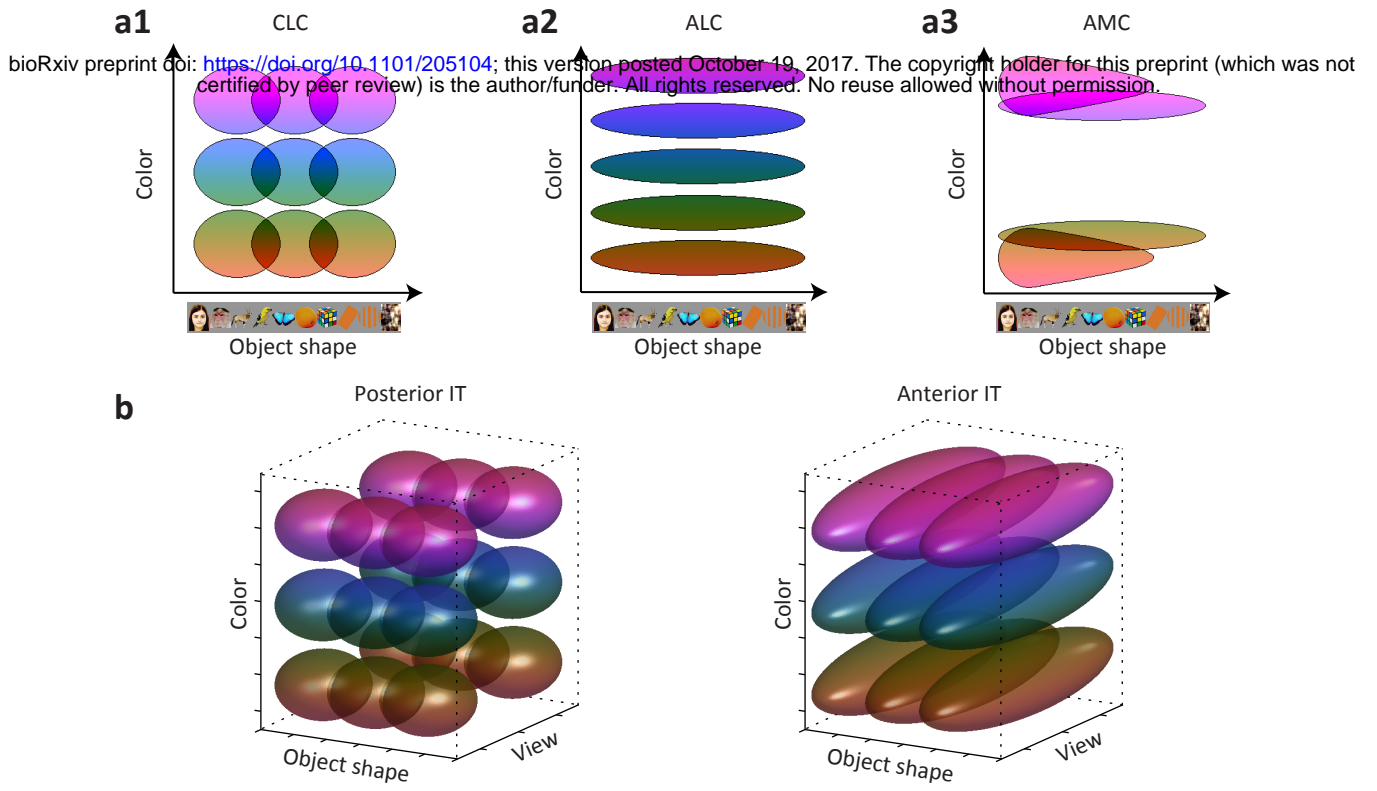 a1 CLC a2 ALC a3 AMC
bioRxiv preprint doi: https://doi.org/10.1101/205104; this version posted October 19, 2017. The copyright holder for this preprint (which was not
certified by peer review) is the author/funder. All rights reserved. No reuse allowed without permission.
Color Color Color
Object shape Object shape Object shape
b Posterior IT Anterior IT
Color Color
Object shape View Object shape View